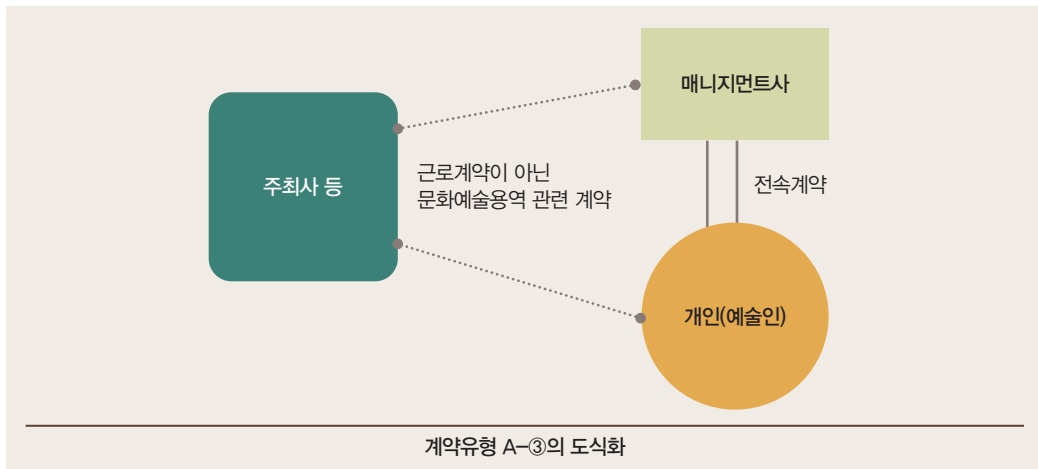 매니지먼트사
주최사 등
근로계약이 아닌
문화예술용역 관련 계약
전속계약
개인(예술인)
계약유형 A-③의 도식화